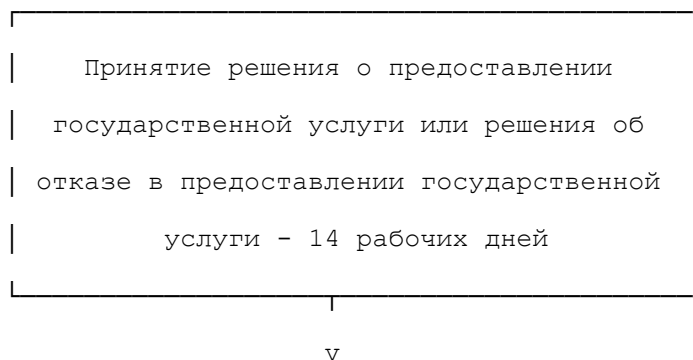 Принятие решения о предоставлении
государственной услуги или решения об
отказе в предоставлении государственной
услуги - 14 рабочих дней
V